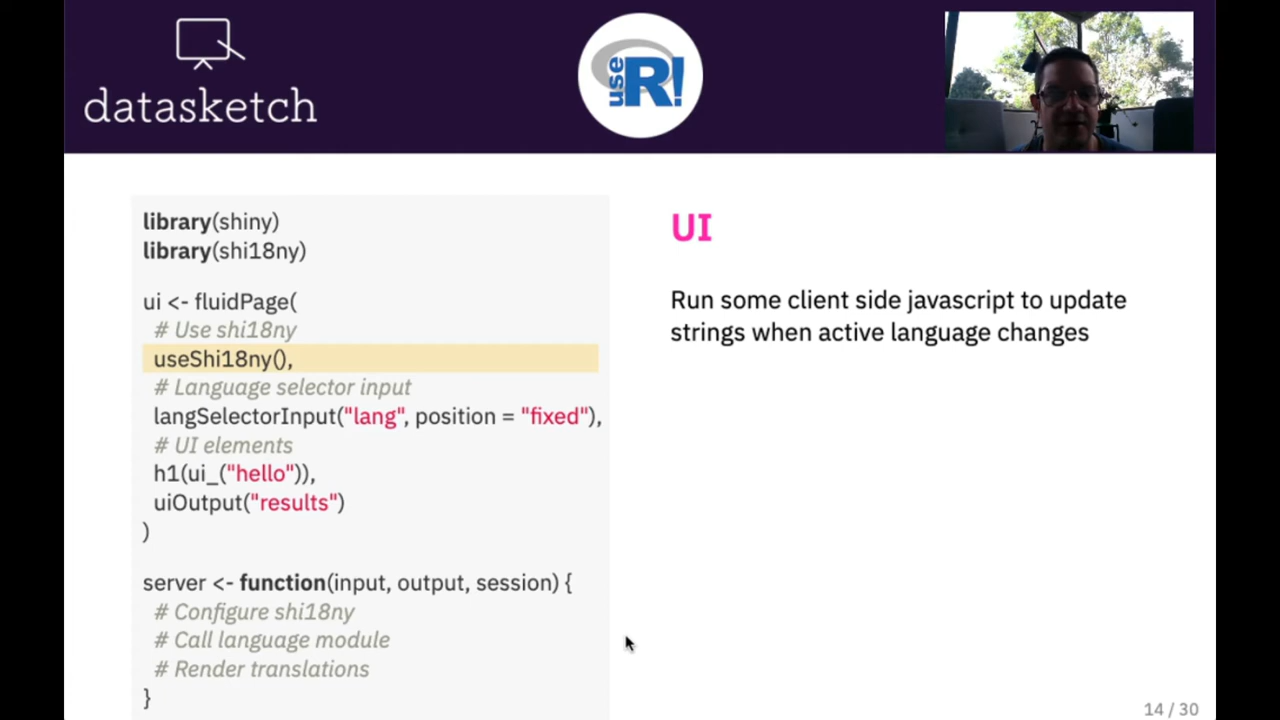 datasketch
useR!
library(shiny)
library(shi18ny)
ui <- fluidPage(
# Use shi18ny
useShi18ny(),
# Language selector input
langSelectorInput("lang", position = "fixed"),
# UI elements
h1(ui_("hello")),
uiOutput("results")
)
server <- function(input, output, session) {
# Configure shi18ny
# Call language module
# Render translations
}
UI
Run some client side javascript to update
strings when active language changes
14 / 30